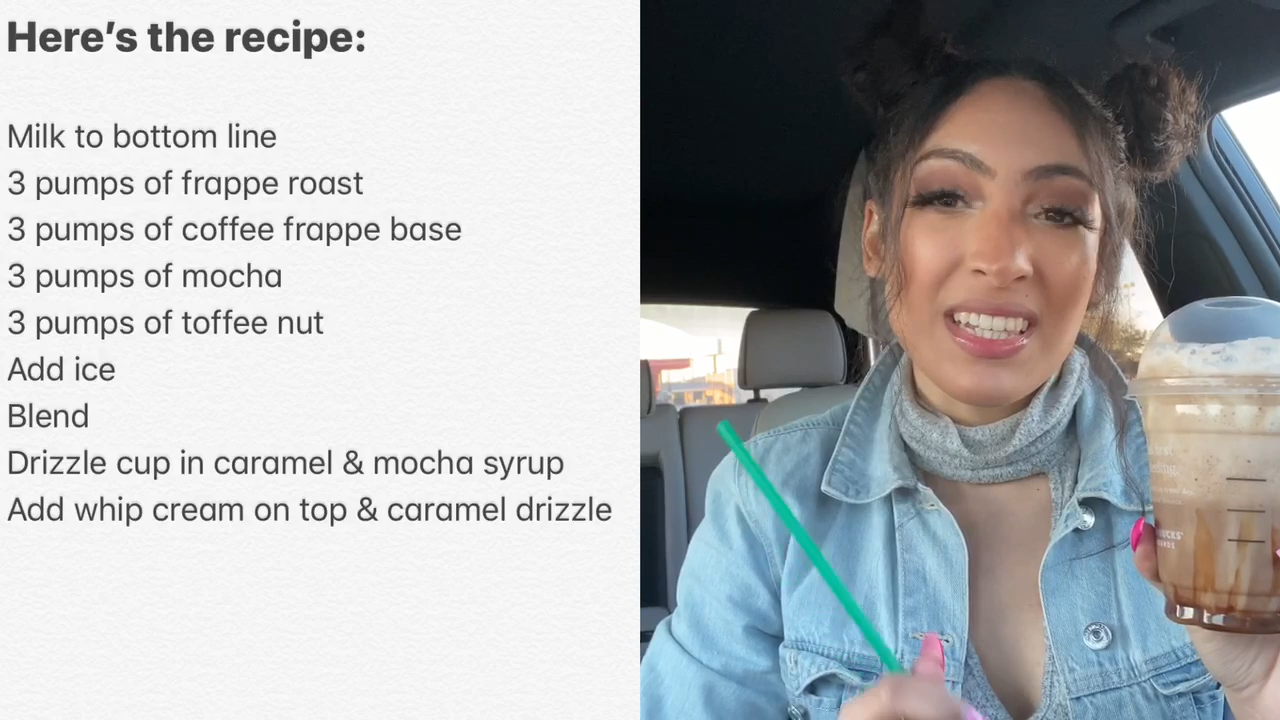 Here's the recipe:
Milk to bottom line
3 pumps of frappe roast
3 pumps of coffee frappe base
3 pumps of mocha
3 pumps of toffee nut
Add ice
Blend
Drizzle cup in caramel & mocha syrup
Add whip cream on top & caramel drizzle